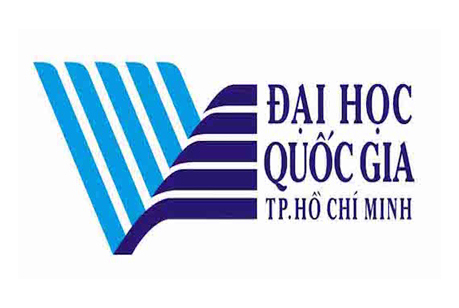 ĐẠI HỌC
QUỐC GIA
TP.HỒ CHÍ MINH